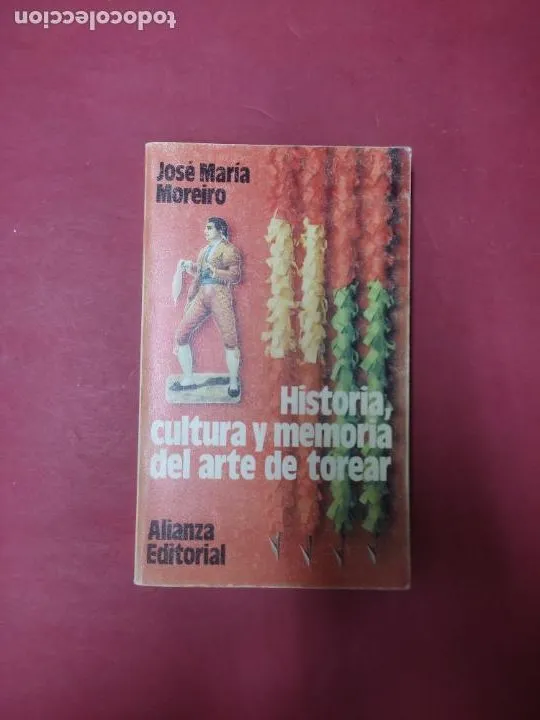 todocoleccion
José María
Moreiro
Historia,
cultura y memoria
del arte de torear
Alianza
Editorial